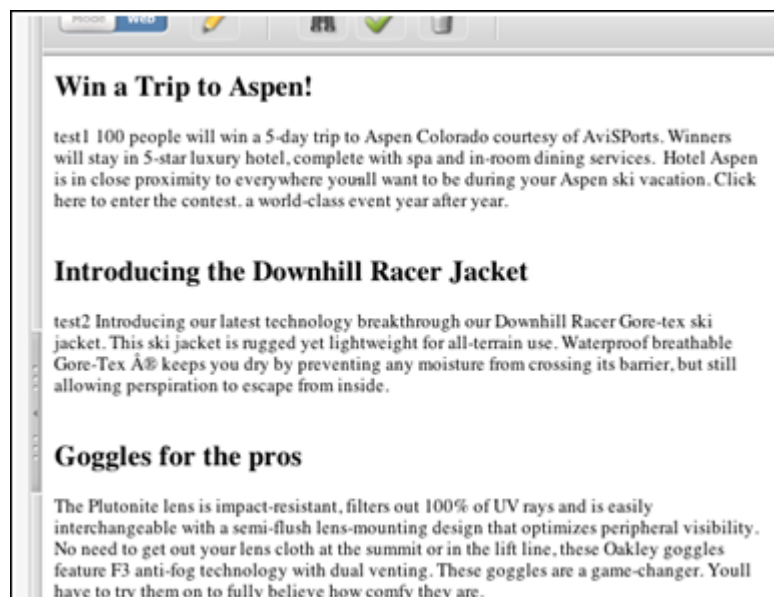 Mode Web
Win a Trip to Aspen!
test1 100 people will win a 5-day trip to Aspen Colorado courtesy of AviSPorts. Winners
will stay in 5-star luxury hotel, complete with spa and in-room dining services. Hotel Aspen
is in close proximity to everywhere want to be during your Aspen ski vacation. Click
here to enter the contest. a world-class event year after year.
Introducing the Downhill Racer Jacket
test2 Introducing our latest technology breakthrough our Downhill Racer Gore-tex ski
jacket. This ski jacket is rugged yet lightweight for all-terrain use. Waterproof breathable
Gore-Tex Â® keeps you dry by preventing any moisture from crossing its barrier, but still
allowing perspiration to escape from inside.
Goggles for the pros
The Plutonite lens is impact-resistant, filters out 100% of UV rays and is easily
interchangeable with a semi-flush lens-mounting design that optimizes peripheral visibility.
No need to get out your lens cloth at the summit or in the lift line, these Oakley goggles
feature F3 anti-fog technology with dual venting. These goggles are a game-changer. Youll
have to try them on to fully believe how comfy they are.